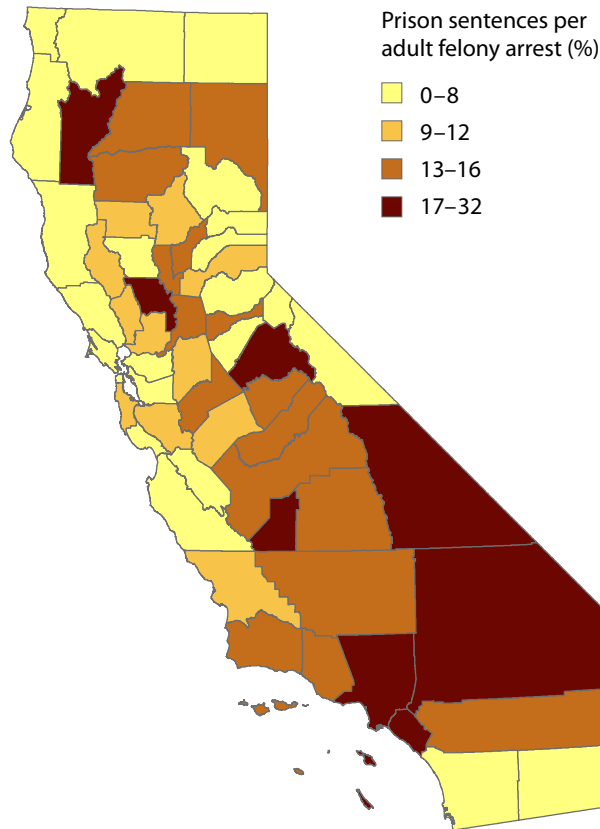 Prison sentences per
adult felony arrest (%)
0–8
9–12
13–16
17–32